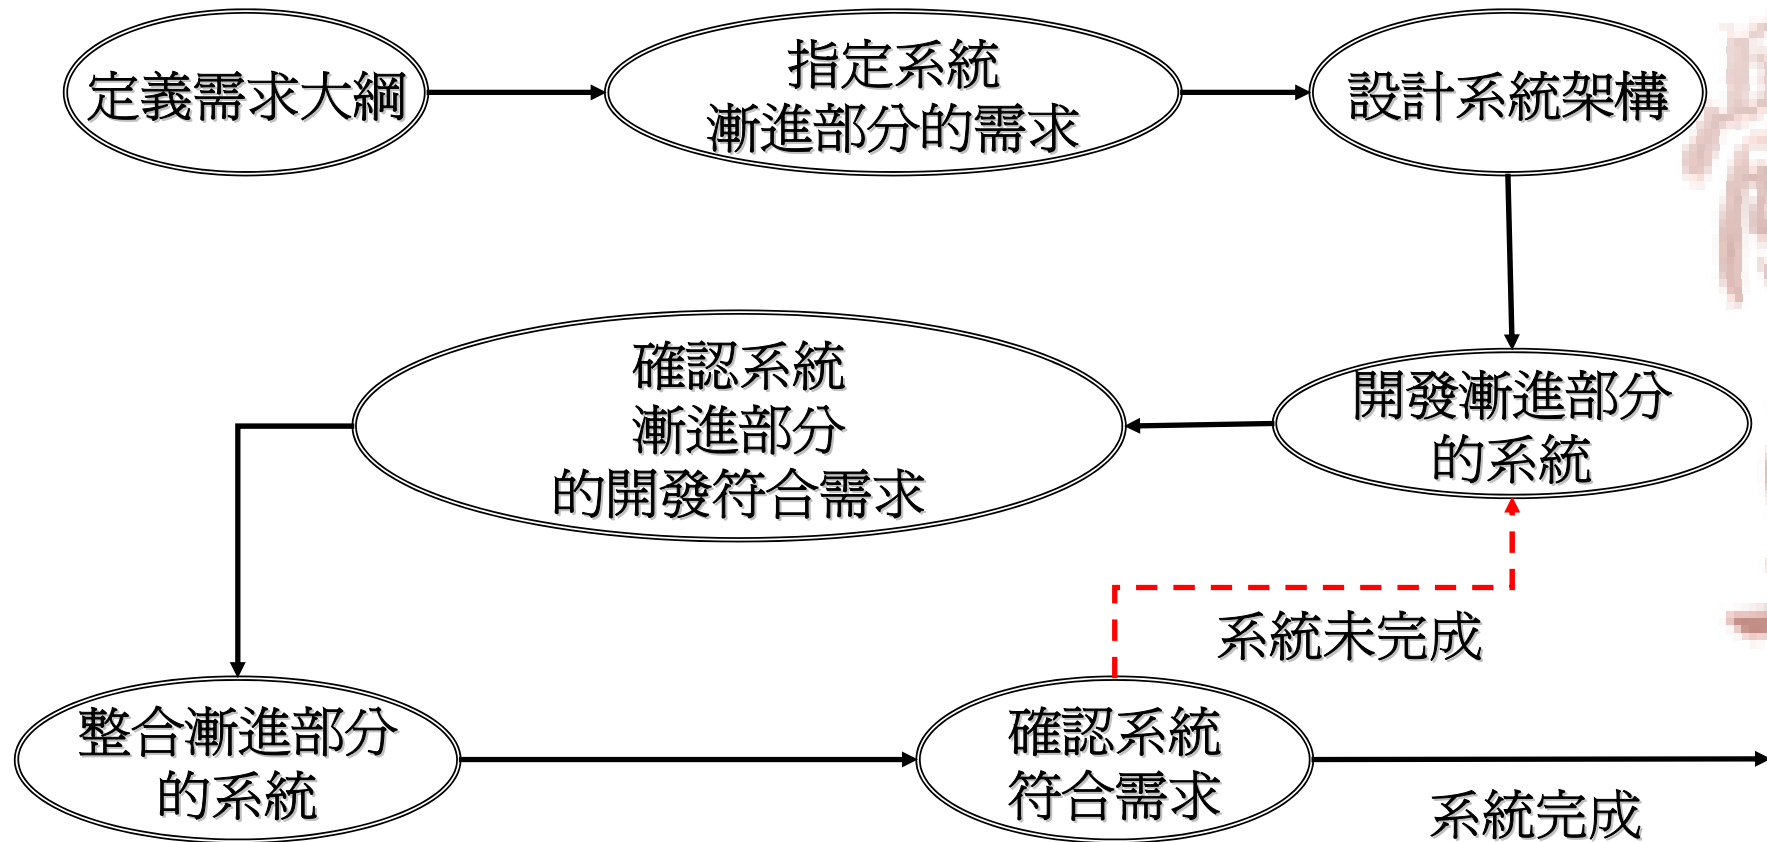 定義需求大綱
指定系統
漸進部分的需求
設計系統架構
確認系統
漸進部分
的開發符合需求
開發漸進部分
的系統
系統未完成
整合漸進部分
的系統
確認系統
符合需求
系統完成